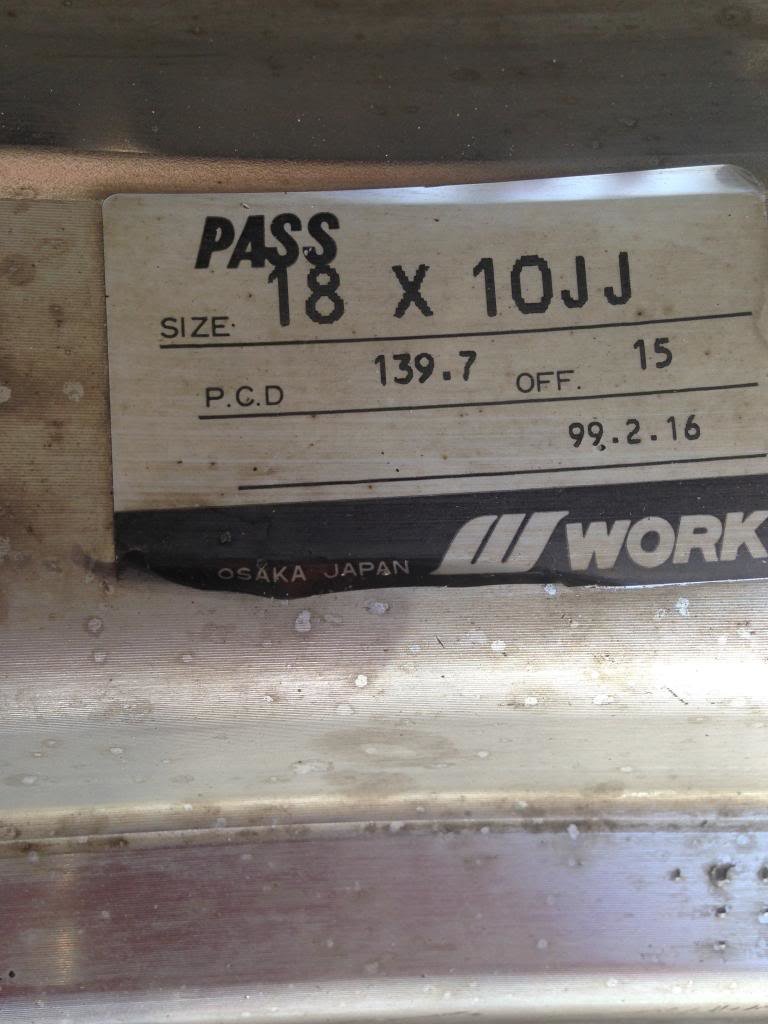 PASS
SIZE 18 X 10JJ
P.C.D 139.7 OFF. 15
99.2.16
OSAKA JAPAN WORK